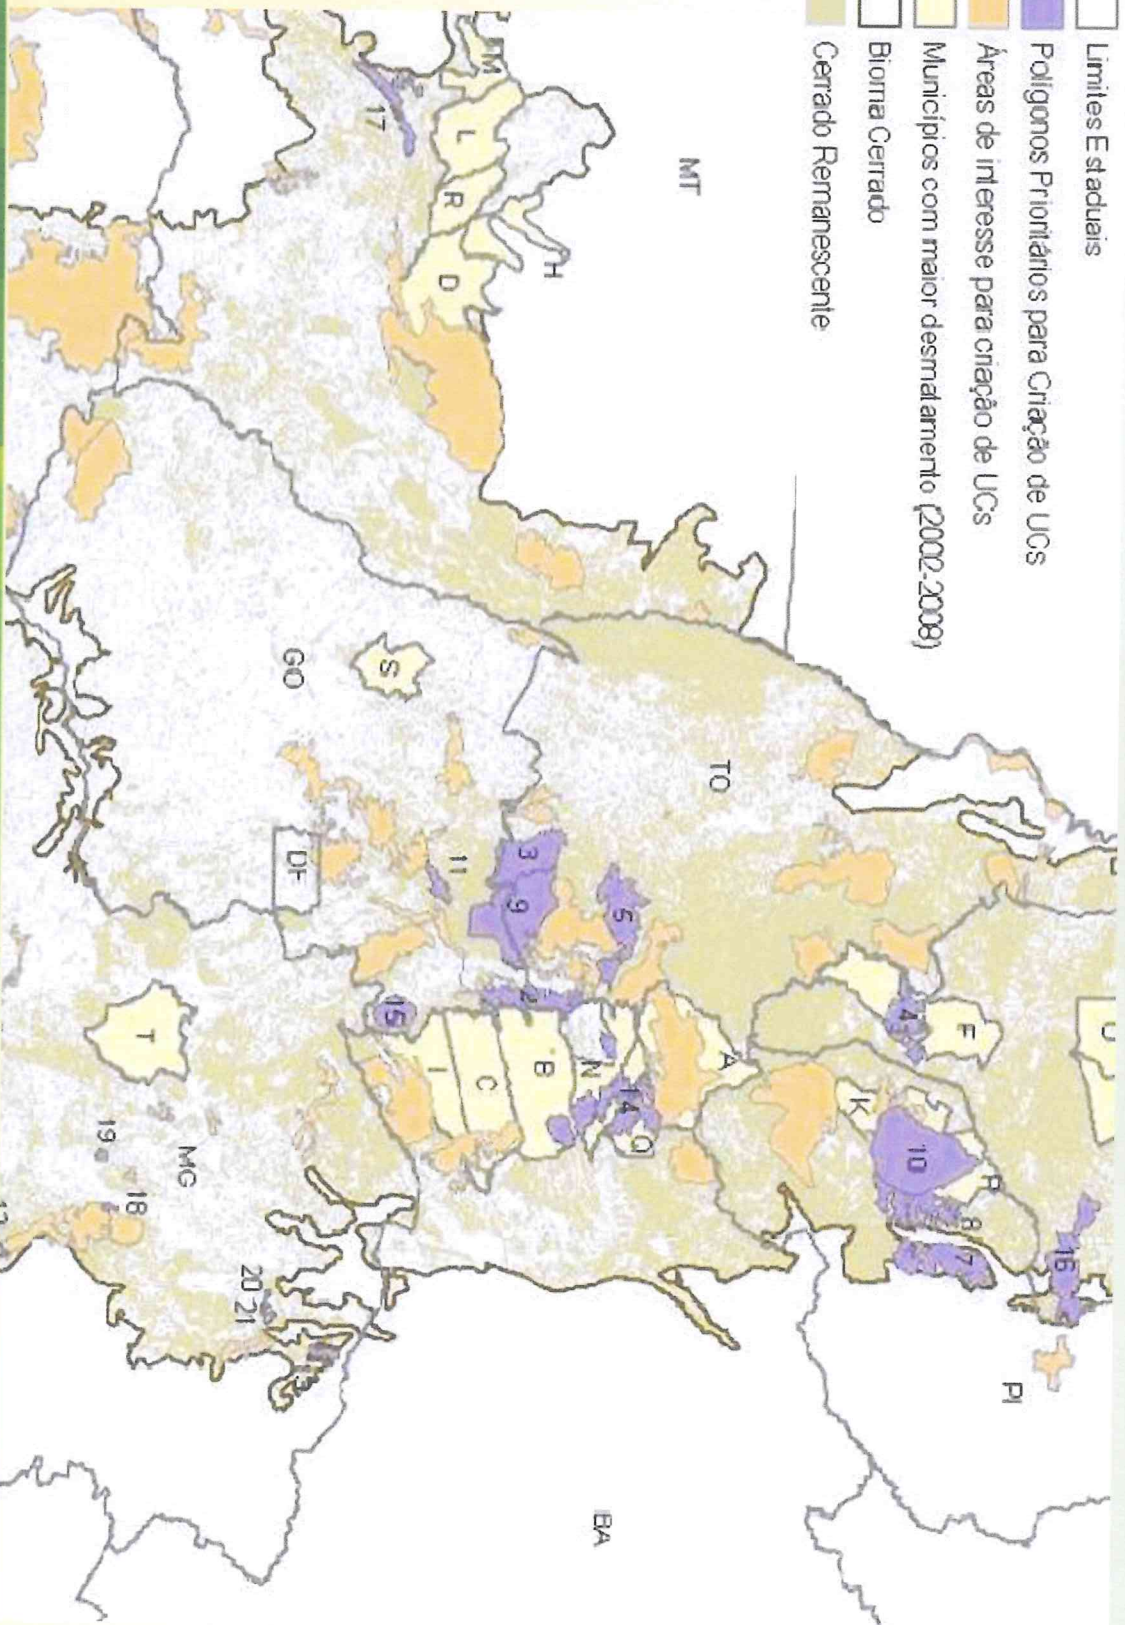 Limites Estaduais
Polígonos Prioritários para Criação de UCs
Áreas de interesse para criação de UCs
Municípios com maior desmatamento (2002-2008)
Bioma Cerrado
Cerrado Remanescente
U
16
PI
P
8
7
F
J
10
4
K
A
TO
MT
Q
14
5
BA
N
H
B
2
3
9
C
M
L
11
R
D
I
15
S
17
GO
DF
20
21
MG
T
18
19